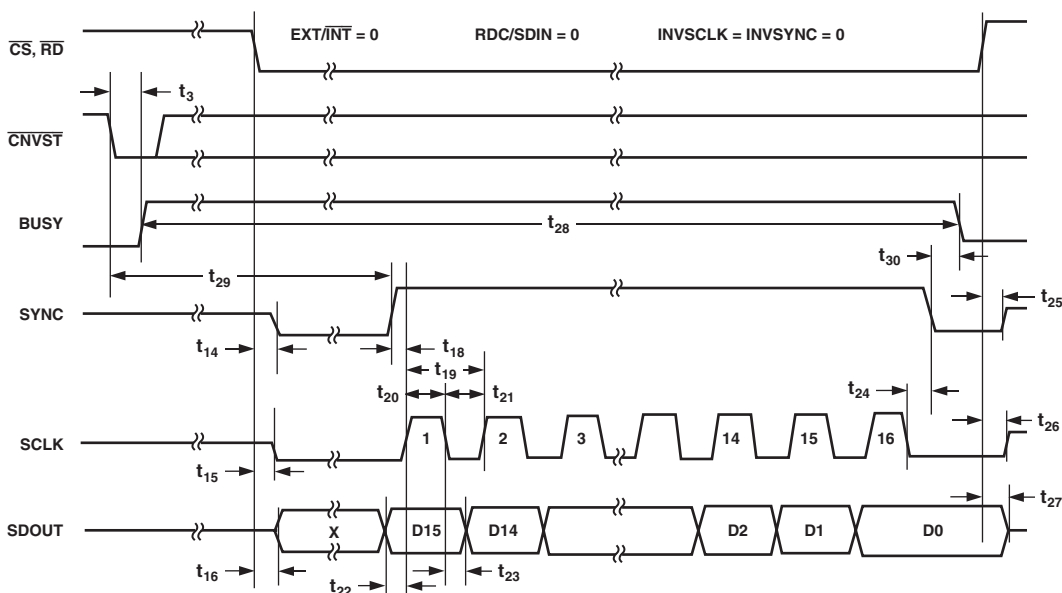 EXT/INT = 0 RDC/SDIN = 0 INVSCLK = INVSYNC = 0
CS, RD
t3
CNVST
BUSY
t28
t30
t29
t25
SYNC
t14
t18
t19
t20
t21
t24
t26
SCLK
1 2 3 14 15 16
t15
t27
SDOUT
X D15 D14 D2 D1 D0
t16
t22
t23